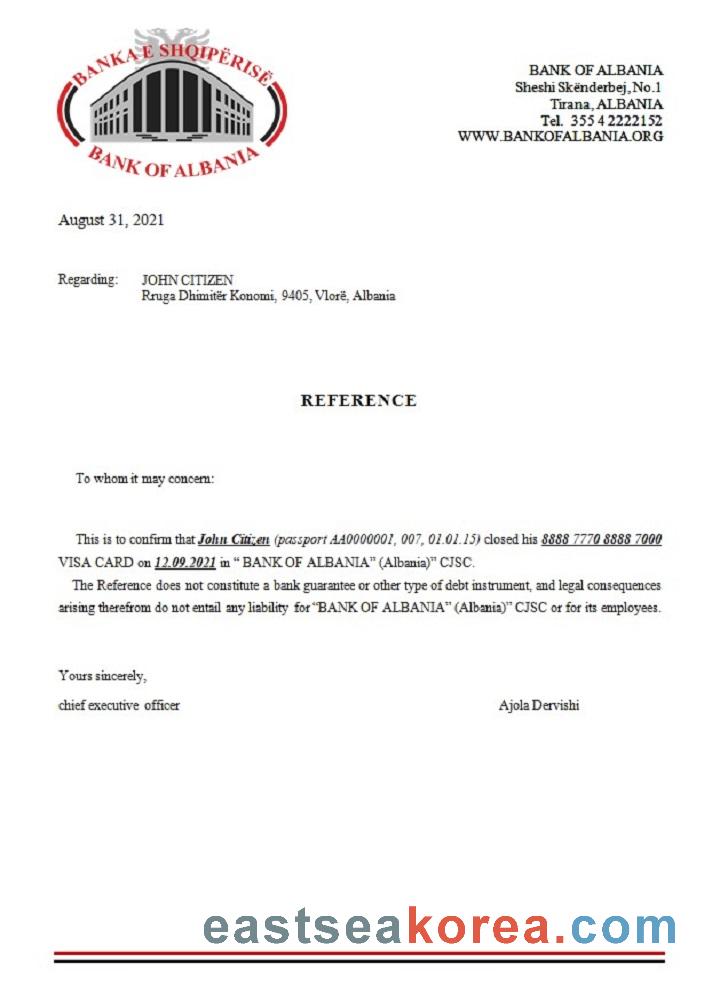 BANKA E SHQIPËRISË
BANK OF ALBANIA
BANK OF ALBANIA
Sheshi Skënderbej, No.1
Tirana, ALBANIA
Tel. 355 4 2222152
WWW.BANKOFALBANIA.ORG
August 31, 2021
Regarding: JOHN CITIZEN
Rruga Dhimitër Konomi, 9405, Vlorë, Albania
REFERENCE
To whom it may concern:
This is to confirm that John Citizen (passport AA0000001, 007, 01.01.15) closed his 8888 7770 8888 7000
VISA CARD on 12.09.2021 in “ BANK OF ALBANIA” (Albania)” CJSC.
The Reference does not constitute a bank guarantee or other type of debt instrument, and legal consequences
arising therefrom do not entail any liability for “BANK OF ALBANIA” (Albania)” CJSC or for its employees.
Yours sincerely,
chief executive officer Ajola Dervishi
eastseakorea.com